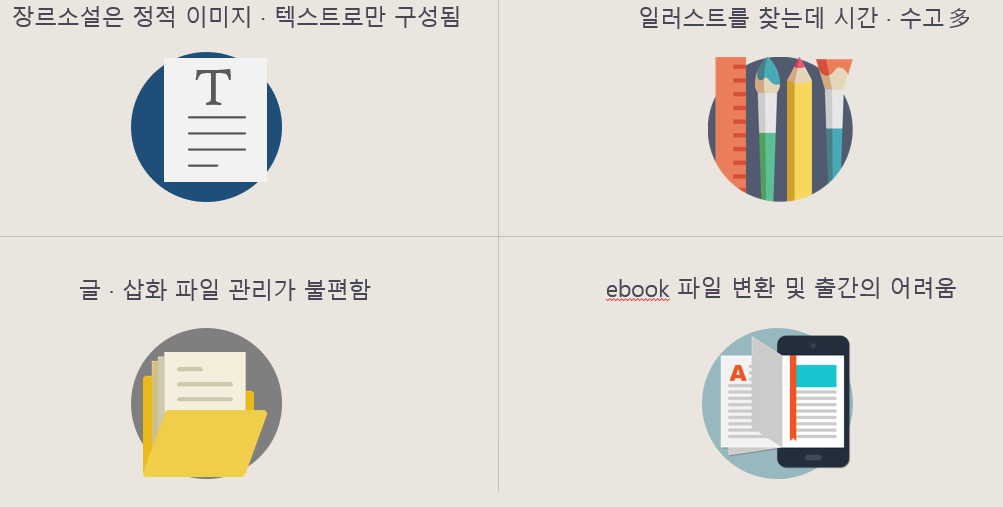 장르소설은 정적 이미지 · 텍스트로만 구성됨
일러스트를 찾는데 시간 · 수고 多
T
글 · 삽화 파일 관리가 불편함
ebook 파일 변환 및 출간의 어려움
A